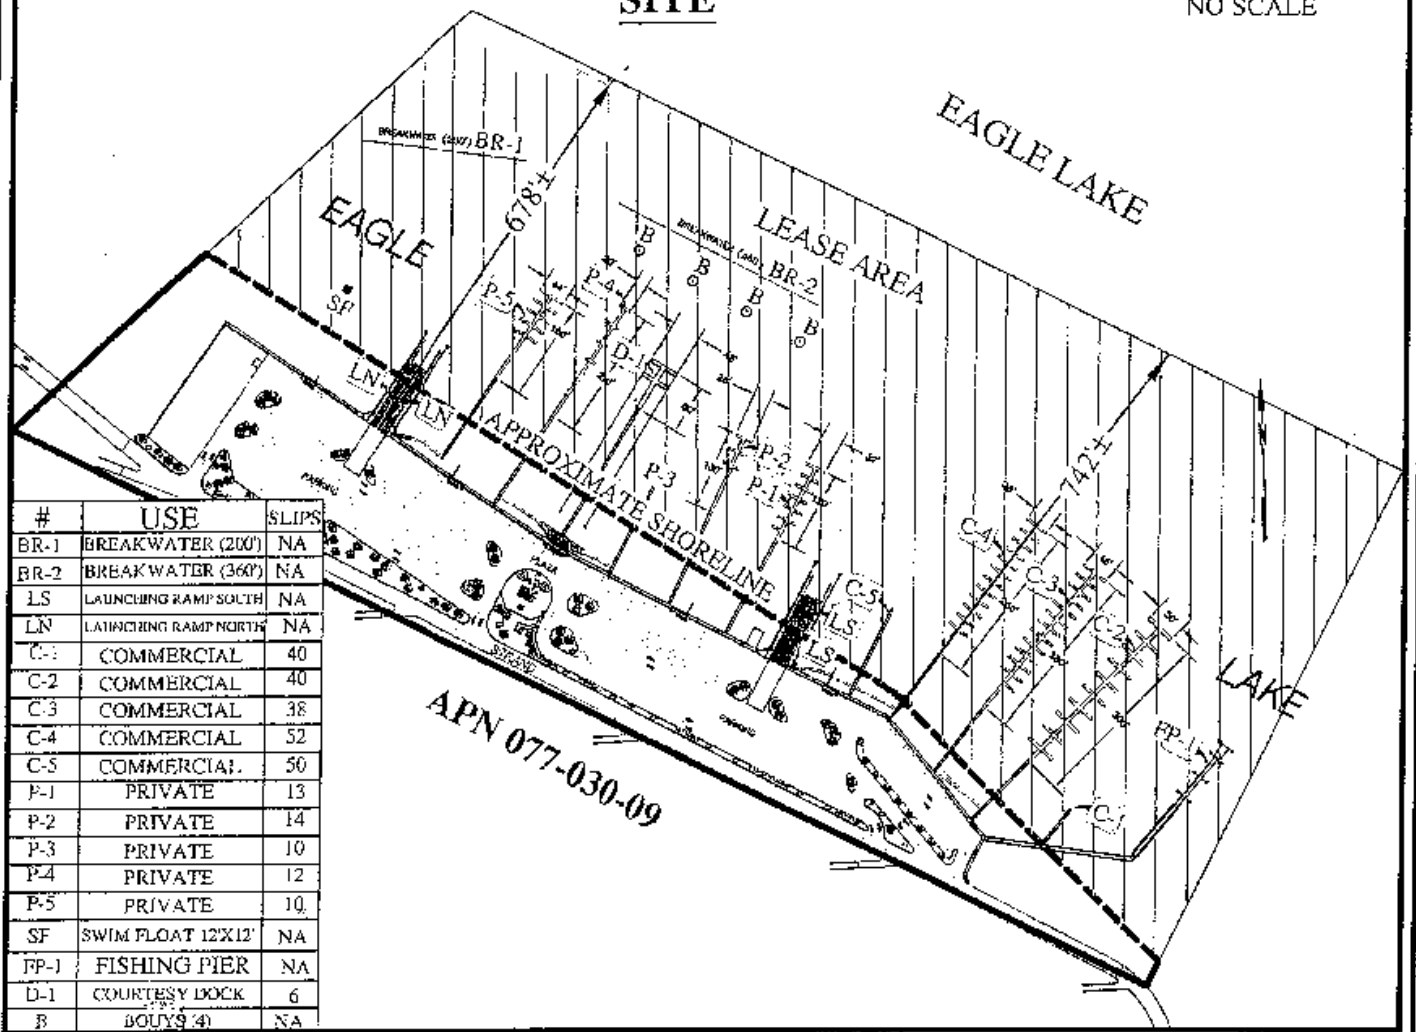 SITE
NO SCALE
EAGLE LAKE
BREAKWATER (200') BR-1
678'±
EAGLE
LEASE AREA
BREAKWATER (360') BR-2
B
B
B
B
SF
P-5
P-4
D-1
P-3
P-2
P-1
LN
LN
APPROXIMATE SHORELINE
742'±
C-4
C-3
C-2
C-5
LS
LS
LAKE
FP-1
C-1
PARKING
PLAZA
PARKING
APN 077-030-09
# USE SLIPS
BR-1 BREAKWATER (200') NA
BR-2 BREAKWATER (360') NA
LS LAUNCHING RAMP SOUTH NA
LN LAUNCHING RAMP NORTH NA
C-1 COMMERCIAL 40
C-2 COMMERCIAL 40
C-3 COMMERCIAL 38
C-4 COMMERCIAL 52
C-5 COMMERCIAL 50
P-1 PRIVATE 13
P-2 PRIVATE 14
P-3 PRIVATE 10
P-4 PRIVATE 12
P-5 PRIVATE 10
SF SWIM FLOAT 12'X12' NA
FP-1 FISHING PIER NA
D-1 COURTESY DOCK 6
B BOUYS (4) NA